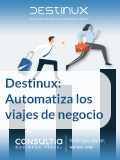 DESTINUX
Destinux:
Automatiza los
viajes de negocio
CONSULTIA
BUSINESS TRAVEL